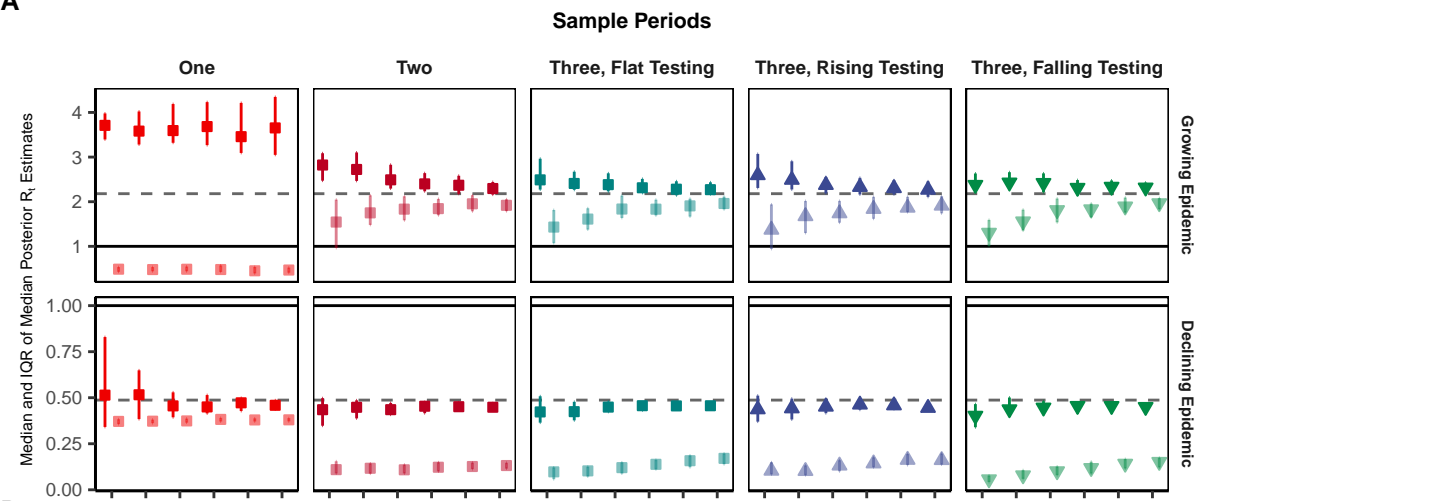 A
Sample Periods
One
Two
Three, Flat Testing
Three, Rising Testing
Three, Falling Testing
Median and IQR of Median Posterior Rt Estimates
4
3
2
1
Growing Epidemic
1.00
0.75
0.50
0.25
0.00
Declining Epidemic